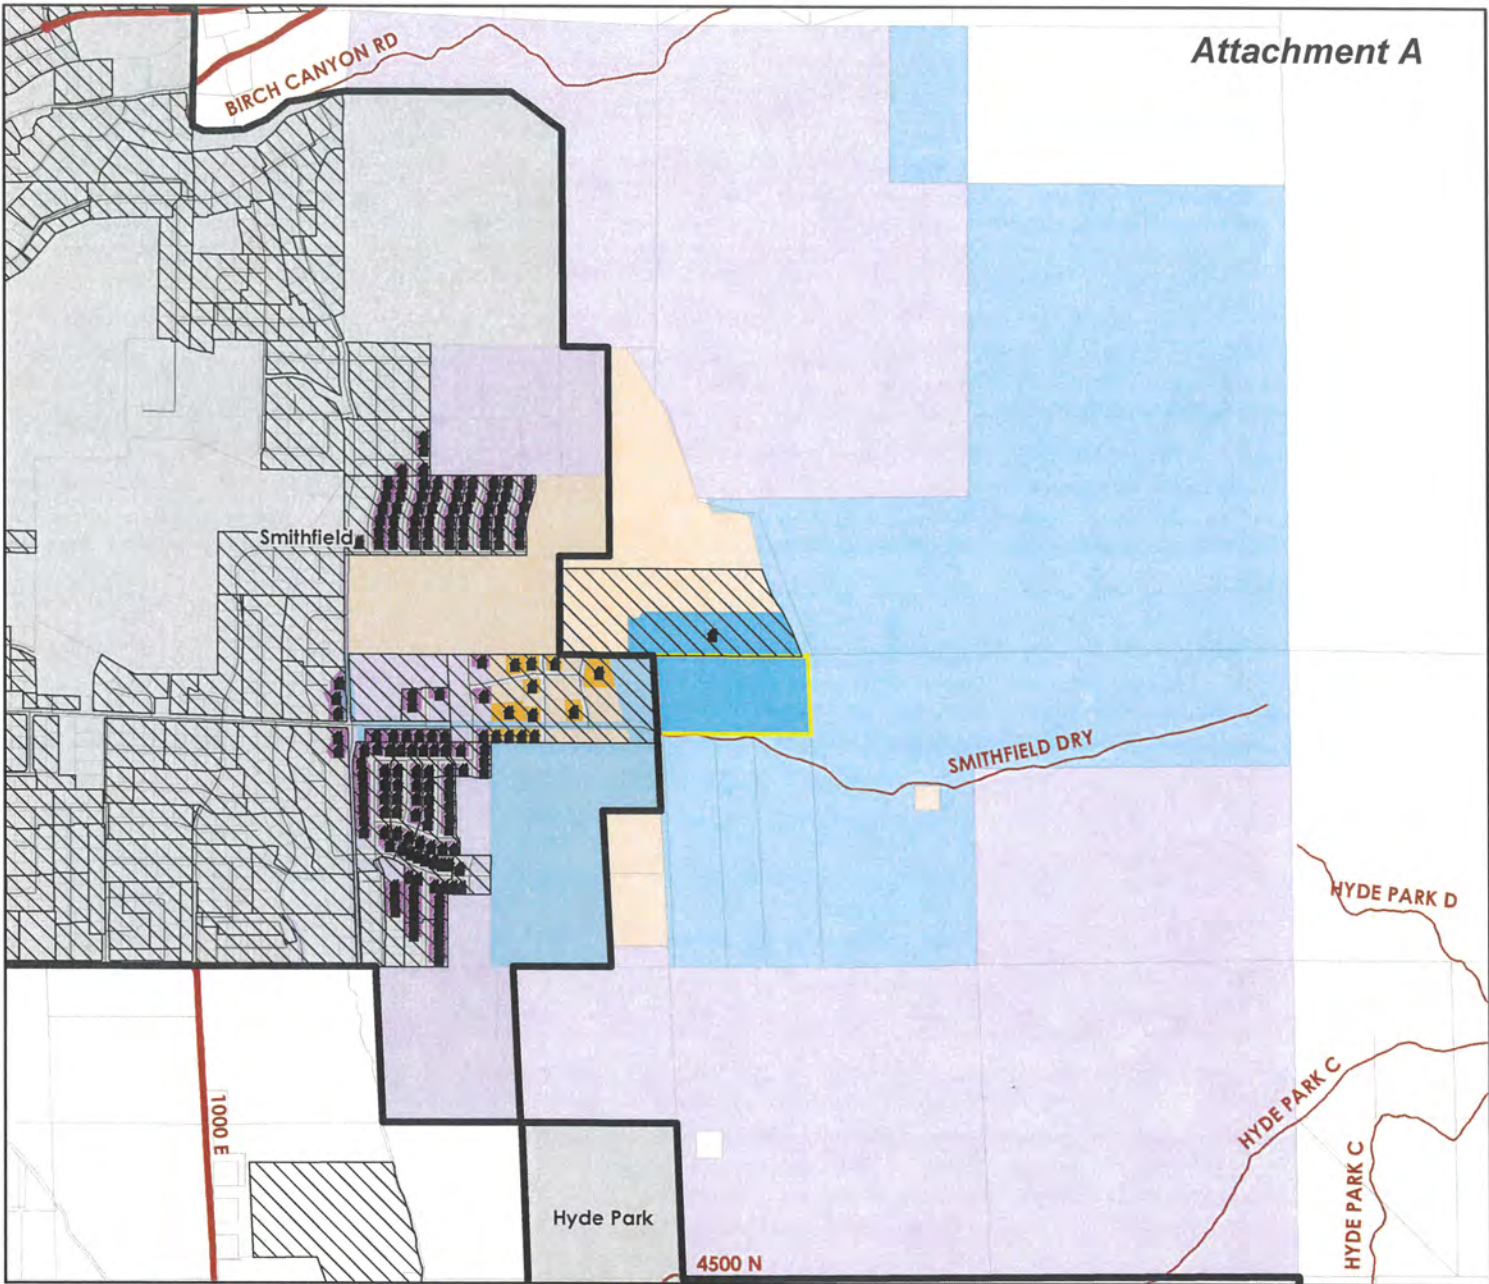 Attachment A
BIRCH CANYON RD
Smithfield
SMITHFIELD DRY
HYDE PARK D
HYDE PARK C
1000 E
HYDE PARK C
Hyde Park
4500 N